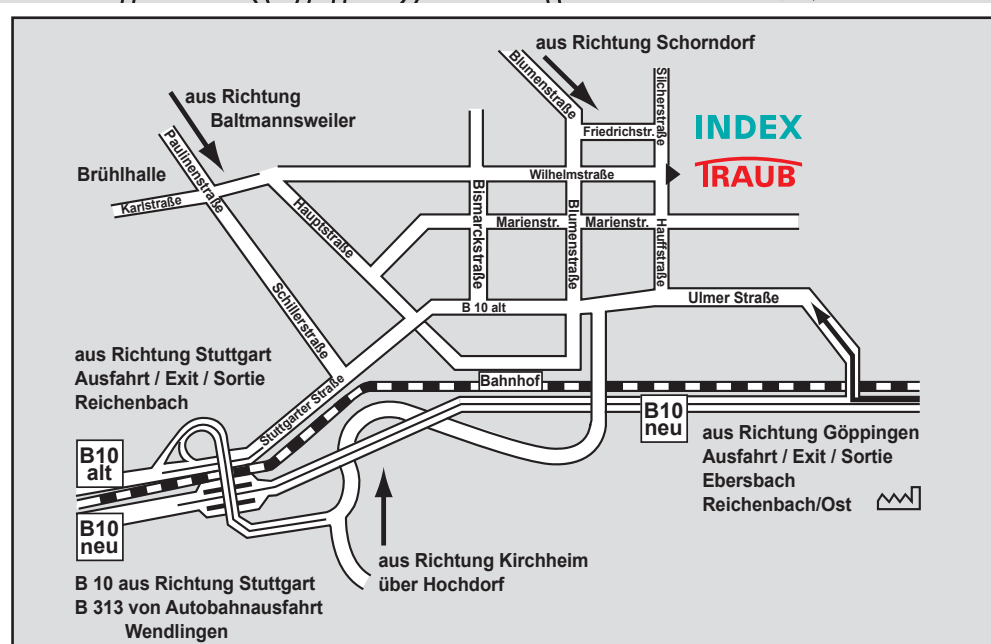 aus Richtung Schorndorf
aus Richtung
Baltmannsweiler
Blumenstraße
Silcherstraße
Friedrichstr.
INDEX
TRAUB
Paulinenstraße
Brühlhalle
Karlstraße
Wilhelmstraße
Hauptstraße
Bismarckstraße
Marienstr.
Blumenstraße
Marienstr.
Hauffstraße
Schillerstraße
B 10 alt
Ulmer Straße
aus Richtung Stuttgart
Ausfahrt / Exit / Sortie
Reichenbach
Stuttgarter Straße
Bahnhof
B10
neu
aus Richtung Göppingen
Ausfahrt / Exit / Sortie
Ebersbach
Reichenbach/Ost
B10
alt
B10
neu
aus Richtung Kirchheim
über Hochdorf
B 10 aus Richtung Stuttgart
B 313 von Autobahnausfahrt
Wendlingen